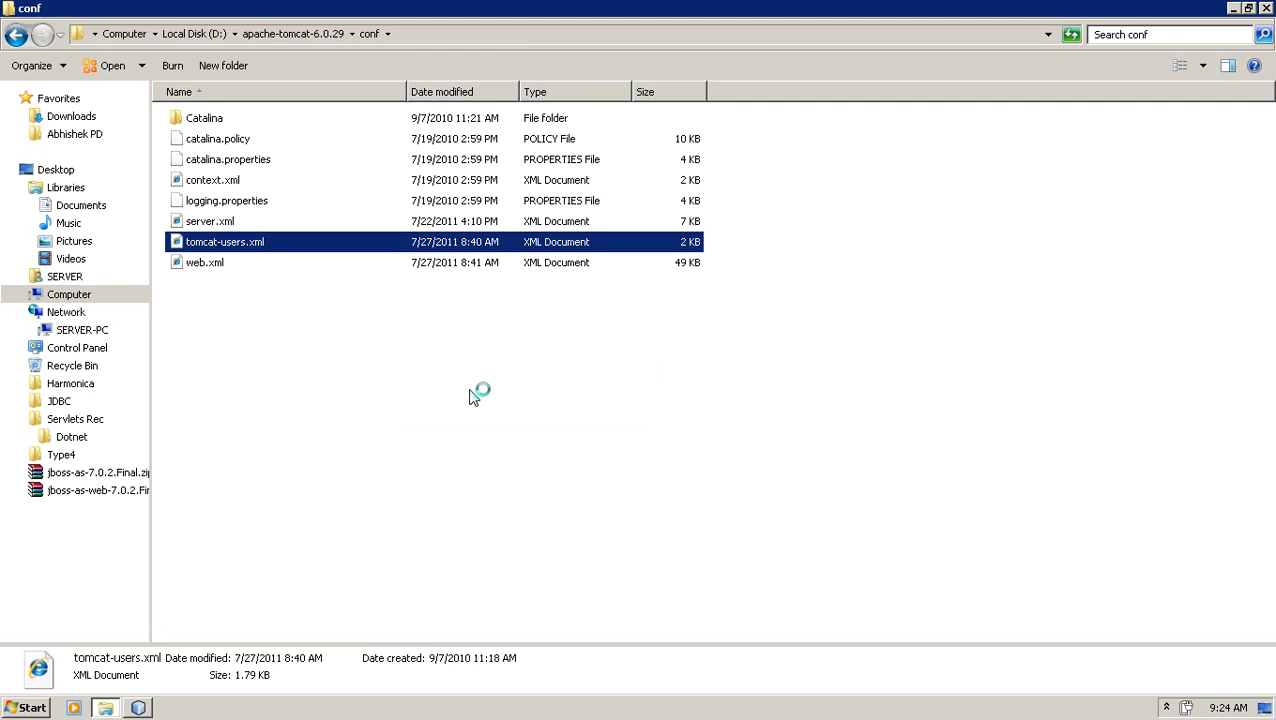 conf
Computer Local Disk (D:) apache-tomcat-6.0.29 conf
Search conf
Organize Open Burn New folder
Name Date modified Type Size
Favorites
Downloads
Abhishek PD
Desktop
Libraries
Documents
Music
Pictures
Videos
SERVER
Computer
Network
SERVER-PC
Control Panel
Recycle Bin
Harmonica
JDBC
Servlets Rec
Dotnet
Type4
jboss-as-7.0.2.Final.zip
jboss-as-web-7.0.2.Fir
Catalina 9/7/2010 11:21 AM File folder
catalina.policy 7/19/2010 2:59 PM POLICY File 10 KB
catalina.properties 7/19/2010 2:59 PM PROPERTIES File 4 KB
context.xml 7/19/2010 2:59 PM XML Document 2 KB
logging.properties 7/19/2010 2:59 PM PROPERTIES File 4 KB
server.xml 7/22/2011 4:10 PM XML Document 7 KB
tomcat-users.xml 7/27/2011 8:40 AM XML Document 2 KB
web.xml 7/27/2011 8:41 AM XML Document 49 KB
tomcat-users.xml Date modified: 7/27/2011 8:40 AM Date created: 9/7/2010 11:18 AM
XML Document Size: 1.79 KB
Start
9:24 AM